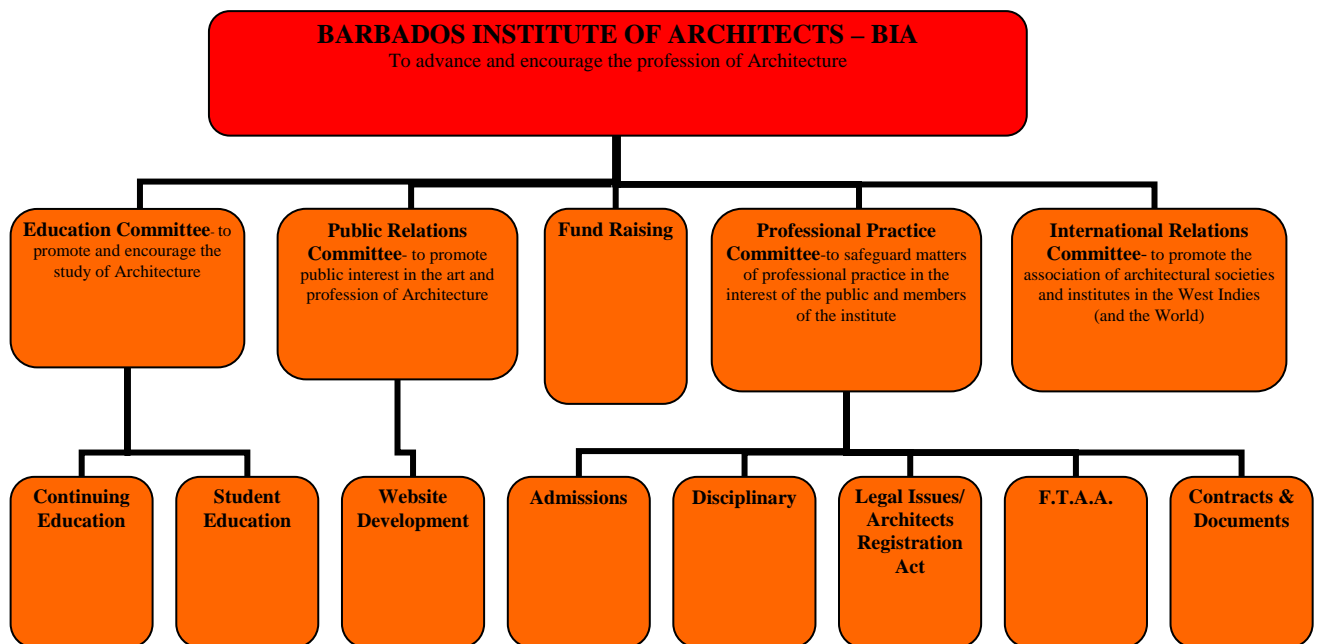 BARBADOS INSTITUTE OF ARCHITECTS – BIA
To advance and encourage the profession of Architecture
Education Committee- to
promote and encourage the
study of Architecture
Public Relations
Committee- to promote
public interest in the art and
profession of Architecture
Fund Raising
Professional Practice
Committee-to safeguard matters
of professional practice in the
interest of the public and members
of the institute
International Relations
Committee- to promote the
association of architectural societies
and institutes in the West Indies
(and the World)
Continuing
Education
Student
Education
Website
Development
Admissions
Disciplinary
Legal Issues/
Architects
Registration
Act
F.T.A.A.
Contracts &
Documents